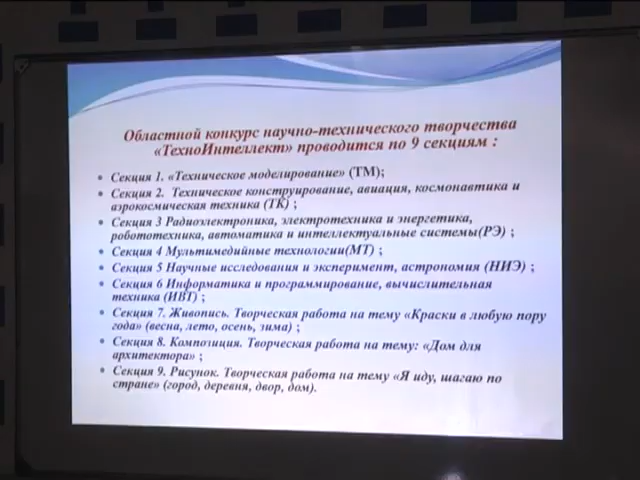 Областной конкурс научно-технического творчества
«ТехноИнтеллект» проводится по 9 секциям :
• Секция 1. «Техническое моделирование» (ТМ);
• Секция 2. Техническое конструирование, авиация, космонавтика и
аэрокосмическая техника (ТК) ;
• Секция 3 Радиоэлектроника, электротехника и энергетика,
робототехника, автоматика и интеллектуальные системы(РЭ) ;
• Секция 4 Мультимедийные технологии(МТ) ;
• Секция 5 Научные исследования и эксперимент, астрономия (НИЭ) ;
• Секция 6 Информатика и программирование, вычислительная
техника (ИВТ) ;
• Секция 7. Живопись. Творческая работа на тему «Краски в любую пору
года» (весна, лето, осень, зима) ;
• Секция 8. Композиция. Творческая работа на тему: «Дом для
архитектора» ;
• Секция 9. Рисунок. Творческая работа на тему «Я иду, шагаю по
стране» (город, деревня, двор, дом).